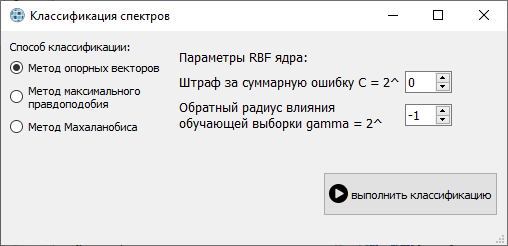 Классификация спектров
Способ классификации:
Метод опорных векторов
Метод максимального
правдоподобия
Метод Махаланобиса
Параметры RBF ядра:
Штраф за суммарную ошибку C = 2^ 0
Обратный радиус влияния
обучающей выборки gamma = 2^ -1
выполнить классификацию